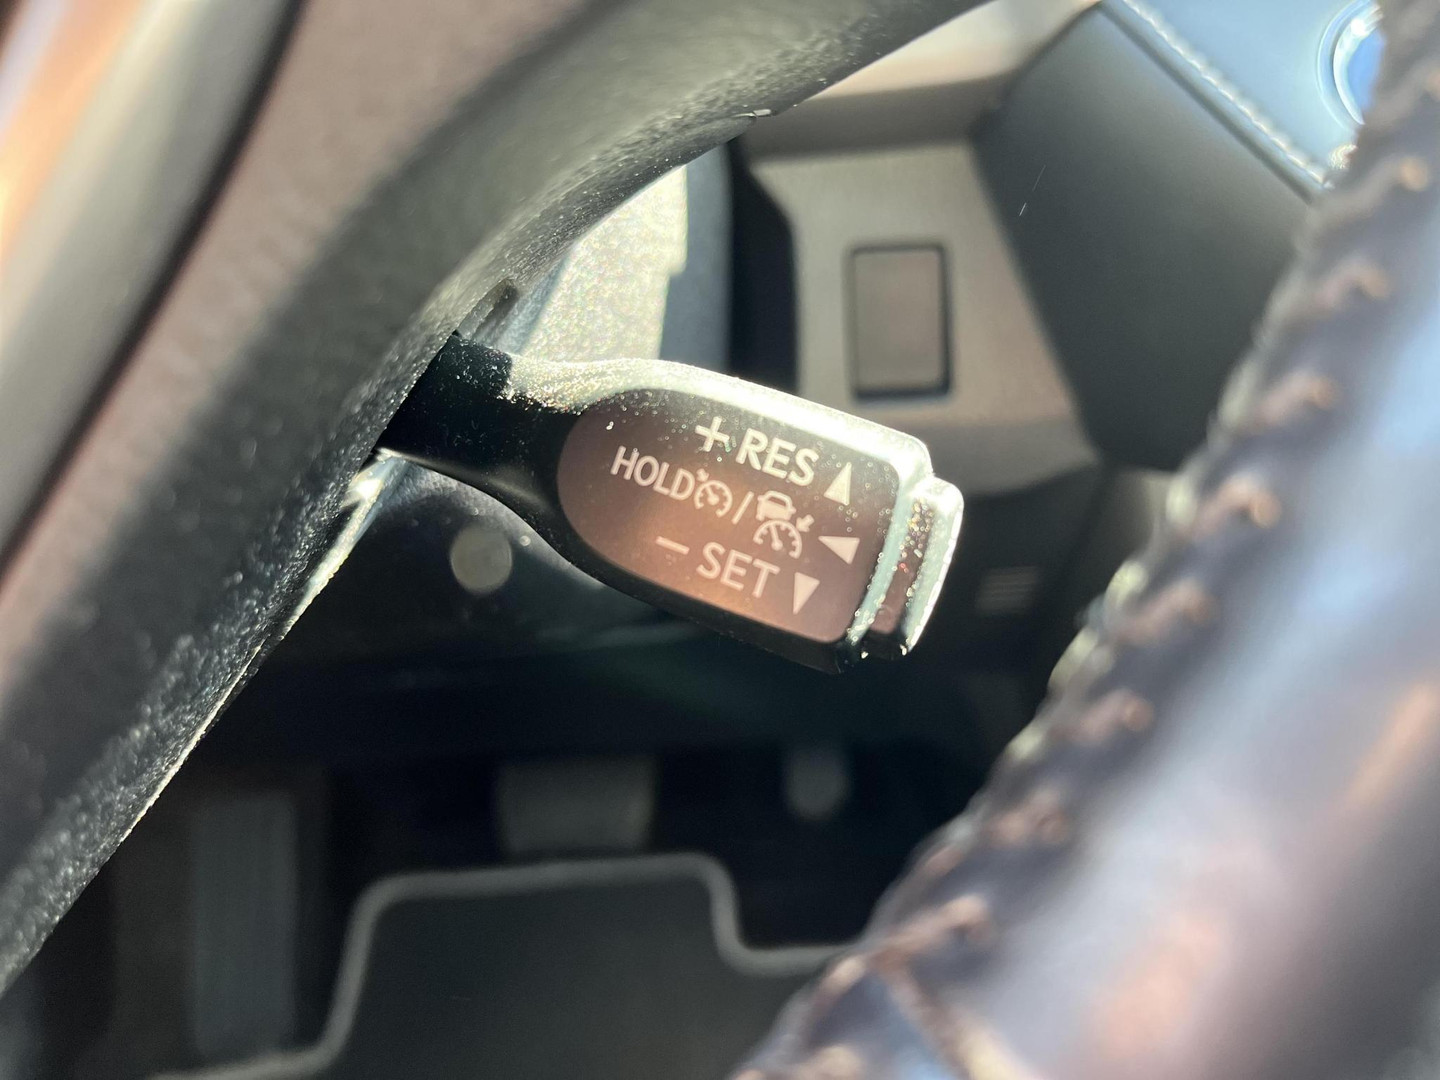 + RES
HOLD /
- SET